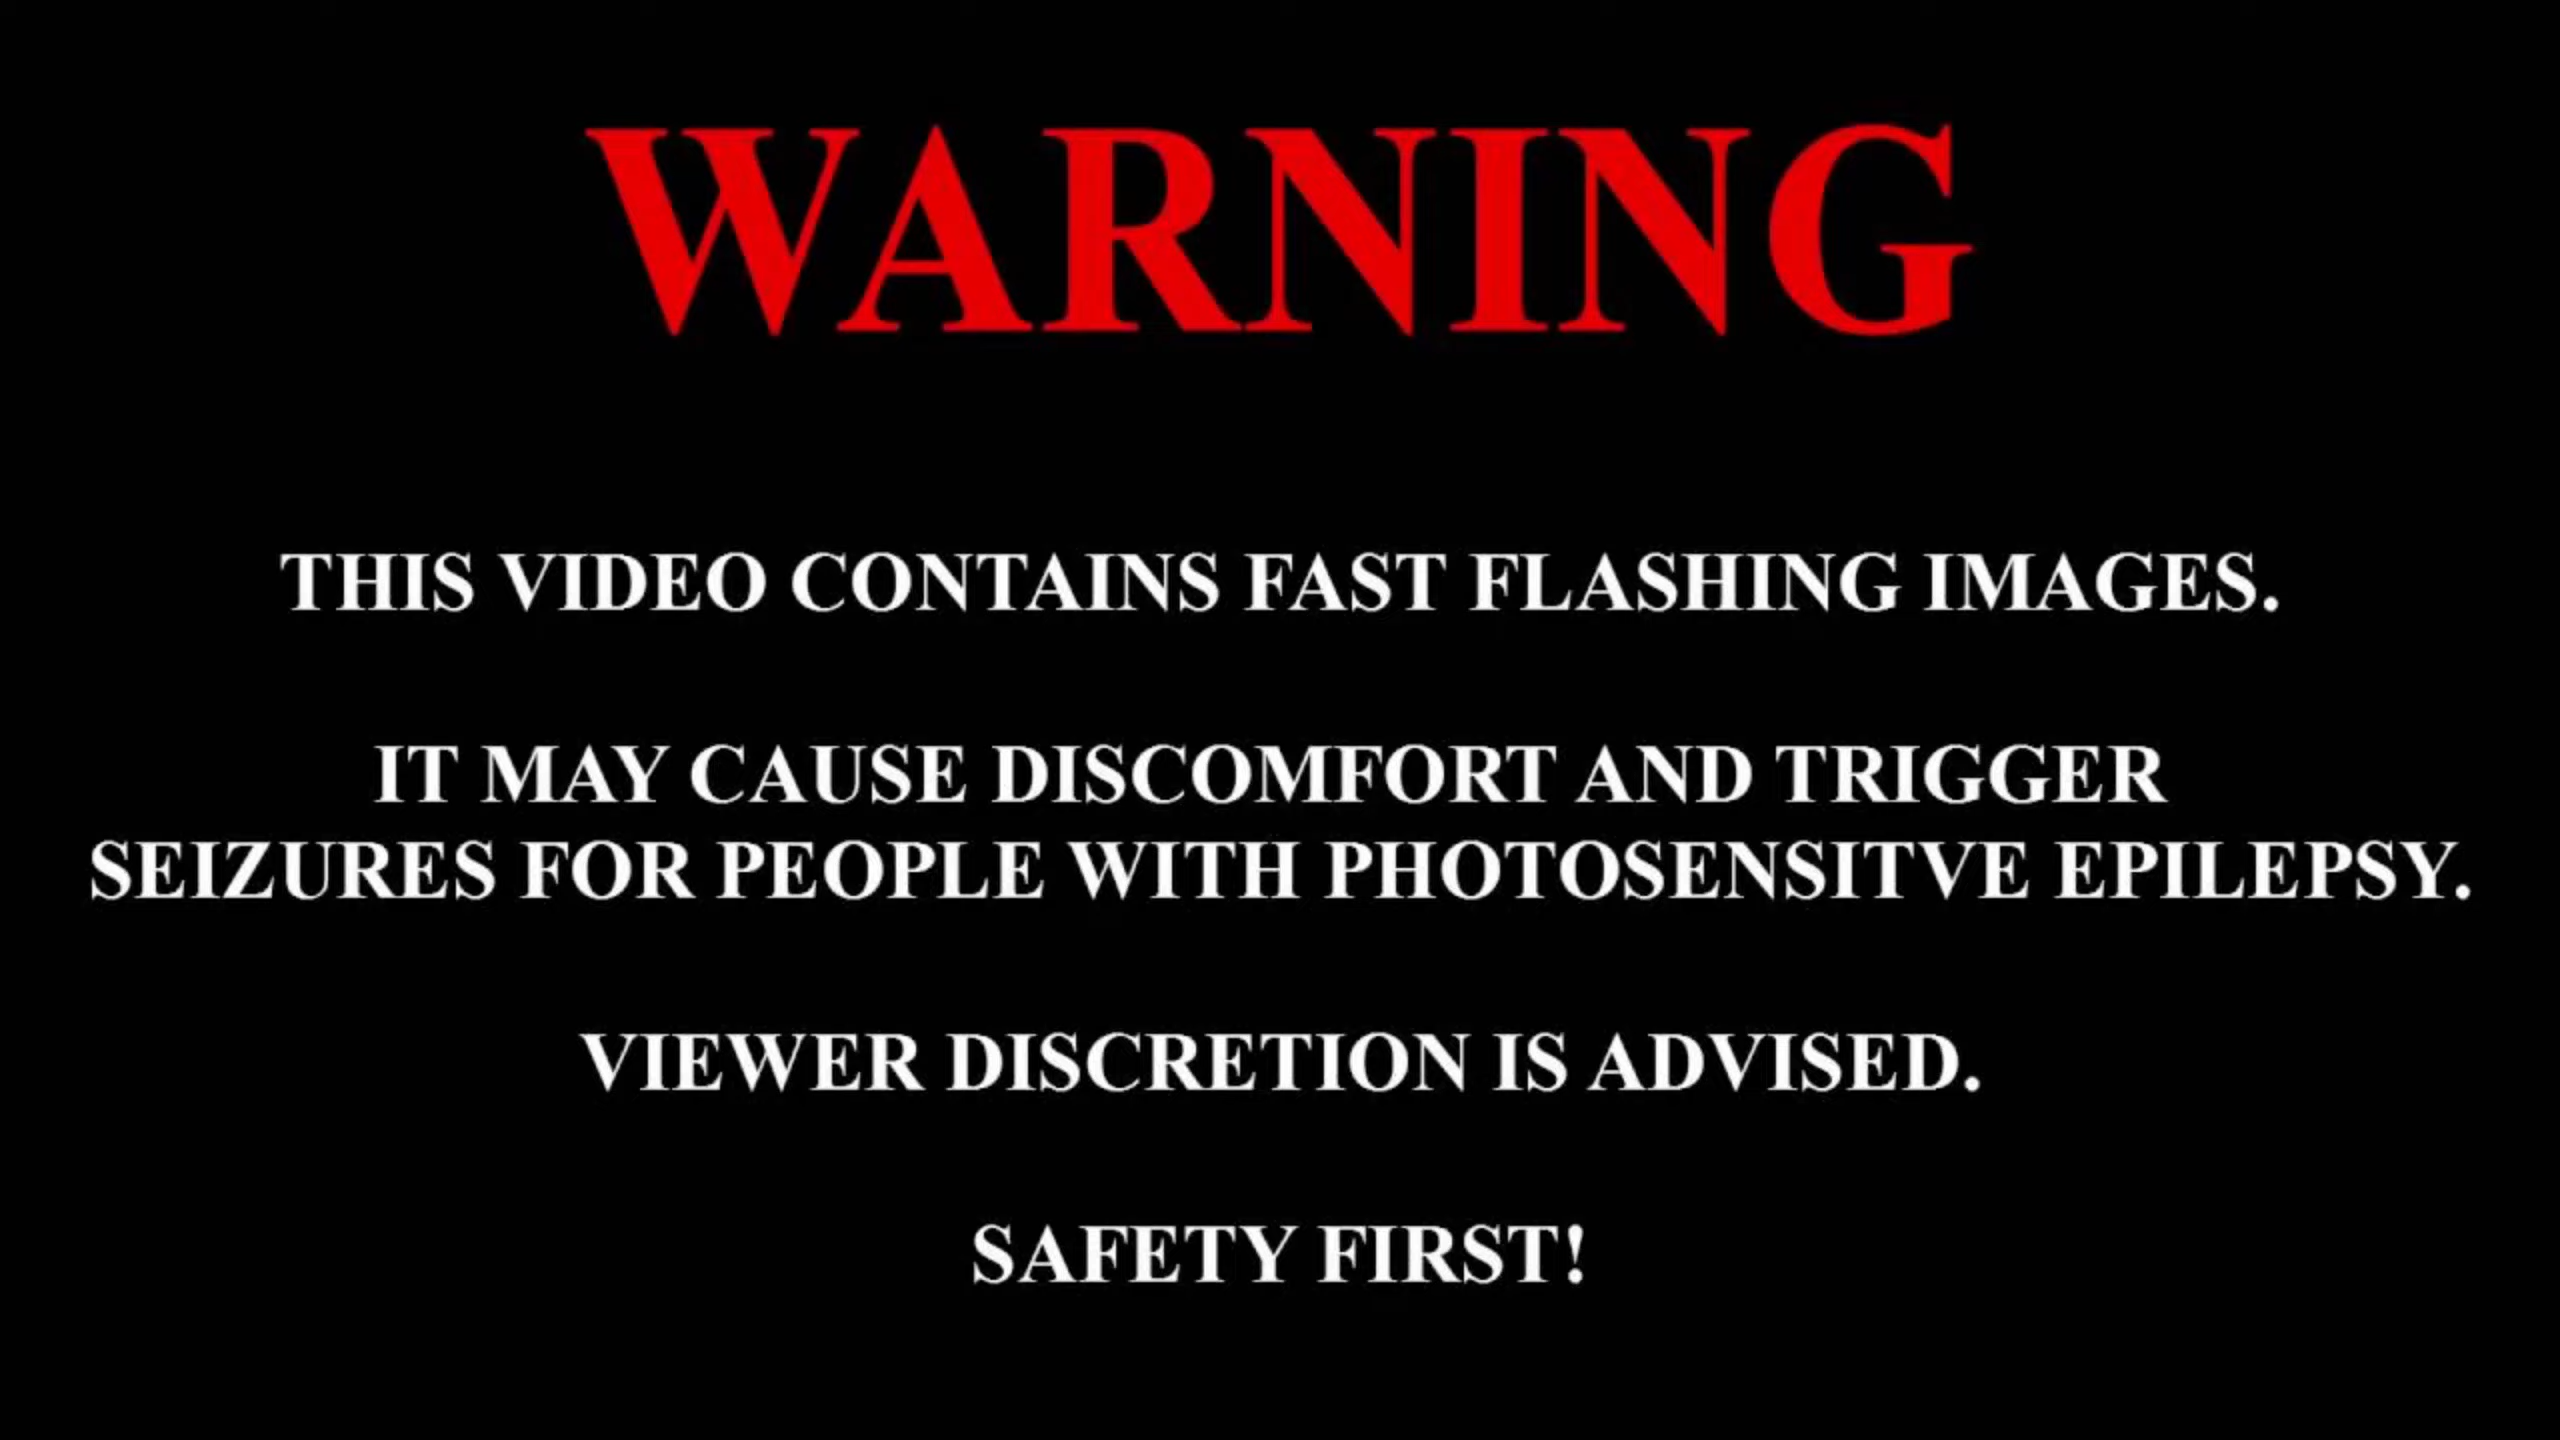 WARNING
THIS VIDEO CONTAINS FAST FLASHING IMAGES.
IT MAY CAUSE DISCOMFORT AND TRIGGER
SEIZURES FOR PEOPLE WITH PHOTOSENSITVE EPILEPSY.
VIEWER DISCRETION IS ADVISED.
SAFETY FIRST!